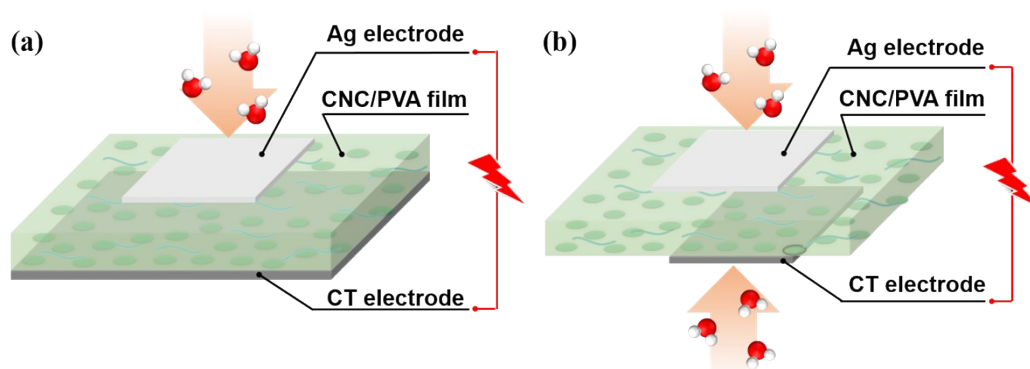 (a)
Ag electrode
CNC/PVA film
CT electrode
(b)
Ag electrode
CNC/PVA film
CT electrode